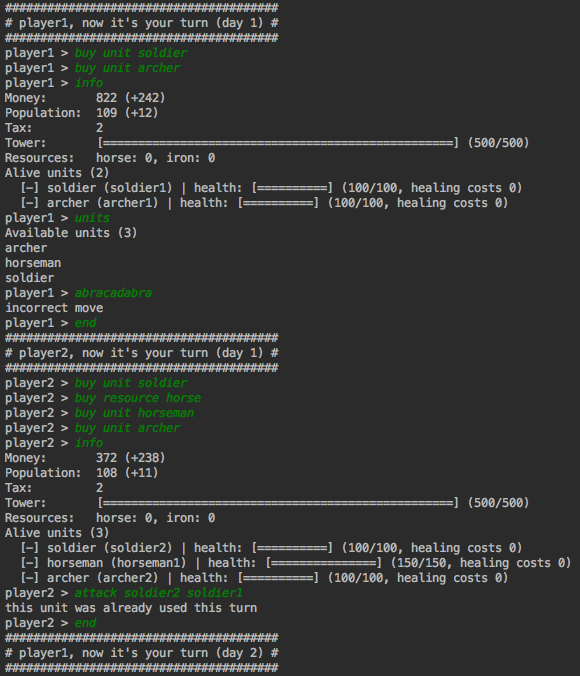 #######################################
# player1, now it's your turn (day 1) #
#######################################
player1 > buy unit soldier
player1 > buy unit archer
player1 > info
Money:       822 (+242)
Population:  109 (+12)
Tax:         2
Tower:       [==================================================] (500/500)
Resources:   horse: 0, iron: 0
Alive units (2)
  [-] soldier (soldier1) | health: [==========] (100/100, healing costs 0)
  [-] archer (archer1) | health: [==========] (100/100, healing costs 0)
player1 > units
Available units (3)
archer
horseman
soldier
player1 > abracadabra
incorrect move
player1 > end
#######################################
# player2, now it's your turn (day 1) #
#######################################
player2 > buy unit soldier
player2 > buy resource horse
player2 > buy unit horseman
player2 > buy unit archer
player2 > info
Money:       372 (+238)
Population:  108 (+11)
Tax:         2
Tower:       [==================================================] (500/500)
Resources:   horse: 0, iron: 0
Alive units (3)
  [-] soldier (soldier2) | health: [==========] (100/100, healing costs 0)
  [-] horseman (horseman1) | health: [===============] (150/150, healing costs 0)
  [-] archer (archer2) | health: [==========] (100/100, healing costs 0)
player2 > attack soldier2 soldier1
this unit was already used this turn
player2 > end
#######################################
# player1, now it's your turn (day 2) #
#######################################